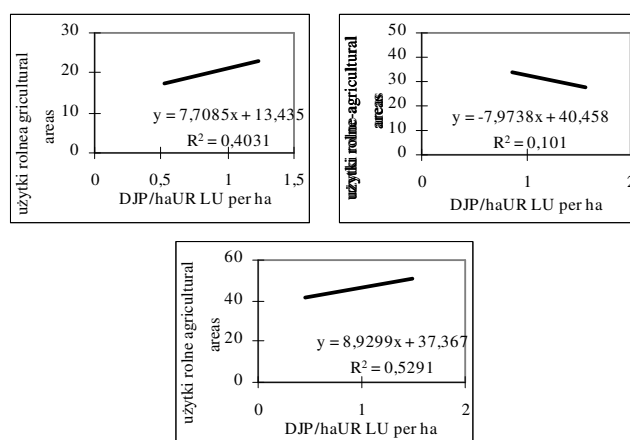 użytki rolnea gricultural
areas
30
20
10
0
y = 7,7085x + 13,435
R² = 0,4031
0 0,5 1 1,5
DJP/haUR LU per ha
użytki rolne-agricultural
areas
50
40
30
20
10
0
y = -7,9738x + 40,458
R² = 0,101
0 1 2
DJP/haUR LU per ha
użytki rolne agricultural
areas
60
40
20
0
y = 8,9299x + 37,367
R² = 0,5291
0 1 2
DJP/haUR LU per ha